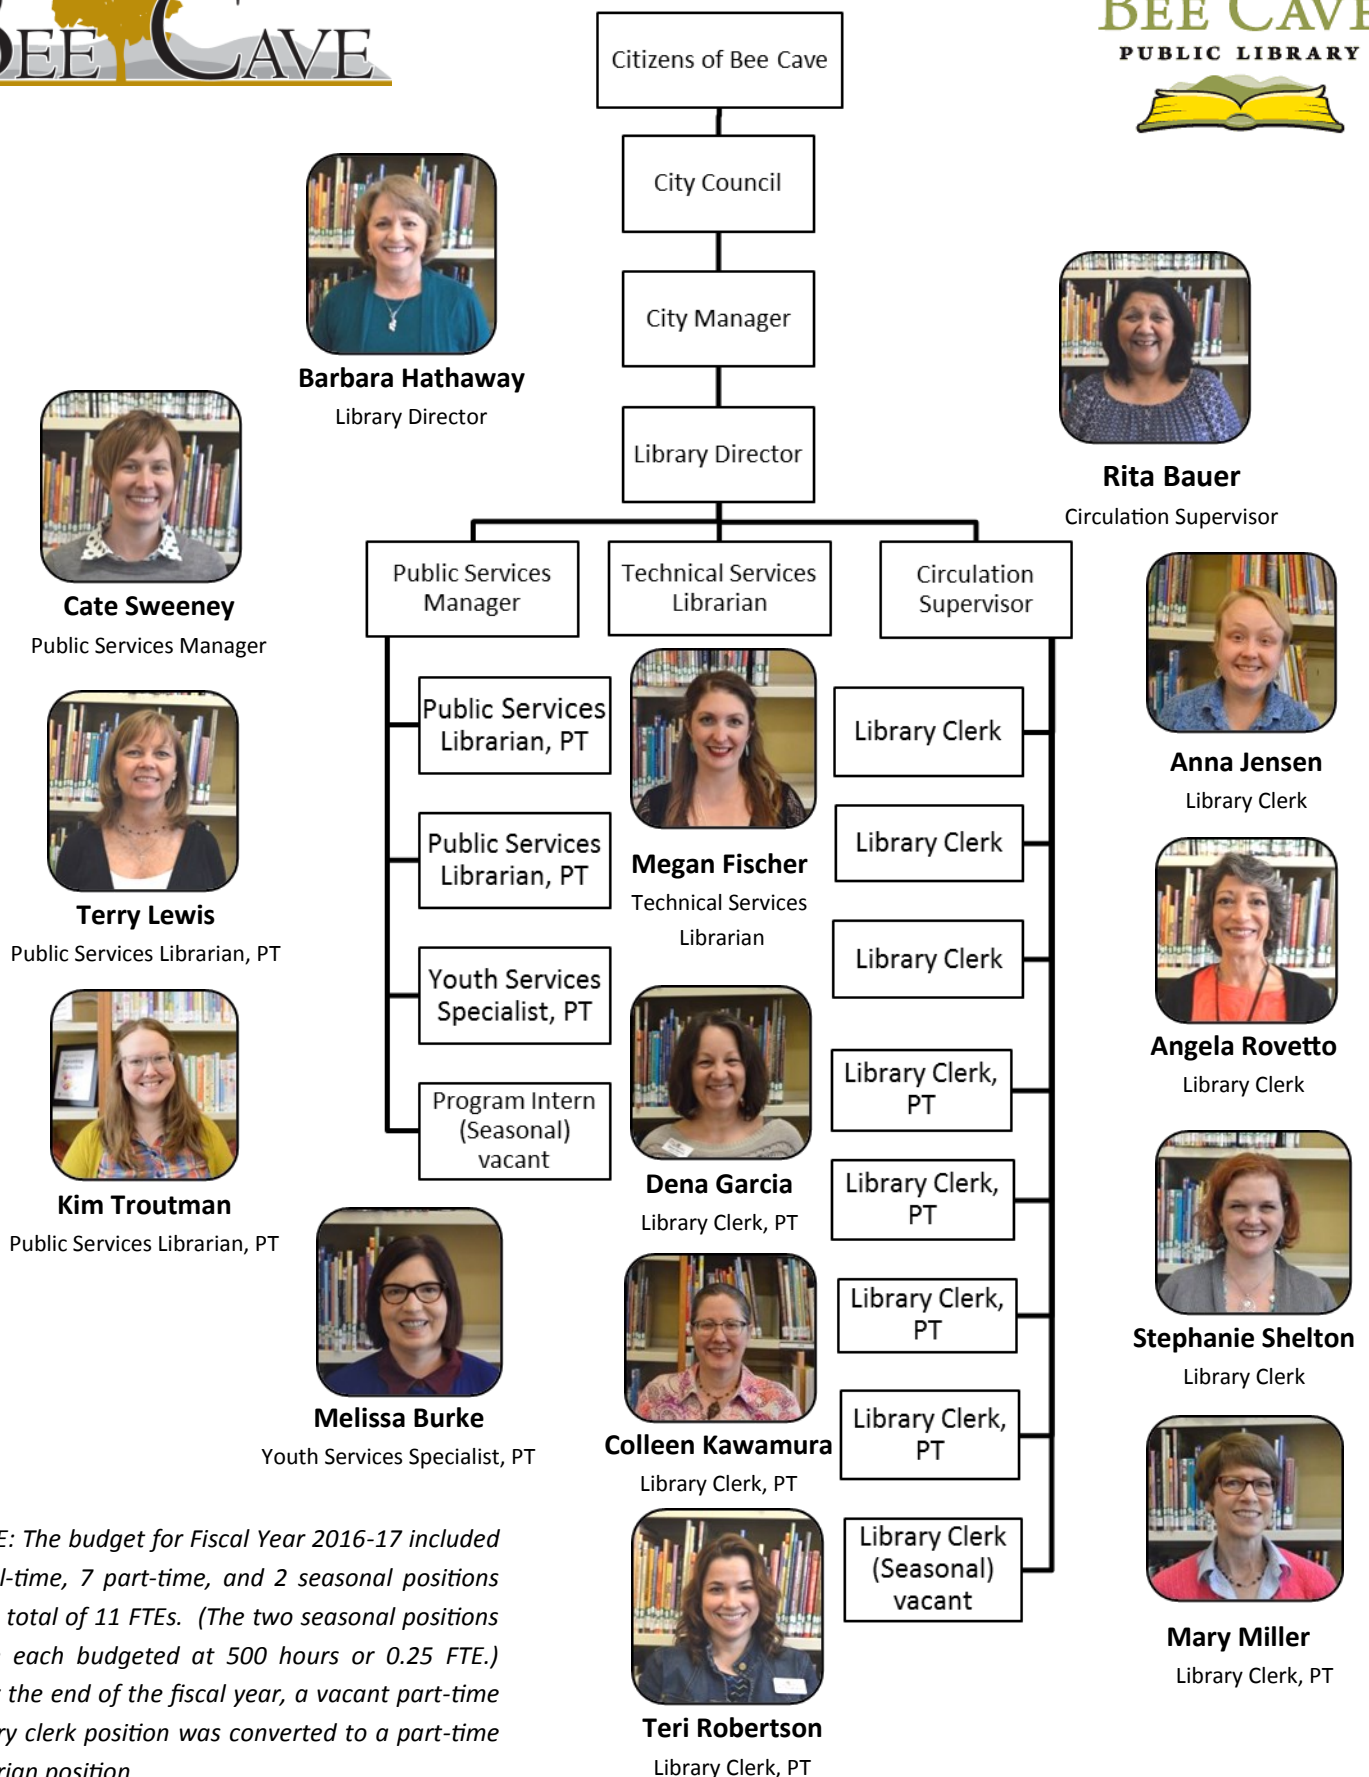 BEE CAVE
BEE CAVE
PUBLIC LIBRARY
Citizens of Bee Cave
City Council
City Manager
Library Director
Barbara Hathaway
Library Director
Rita Bauer
Circulation Supervisor
Cate Sweeney
Public Services Manager
Public Services
Manager
Technical Services
Librarian
Circulation
Supervisor
Public Services
Librarian, PT
Public Services
Librarian, PT
Youth Services
Specialist, PT
Program Intern
(Seasonal)
vacant
Terry Lewis
Public Services Librarian, PT
Kim Troutman
Public Services Librarian, PT
Melissa Burke
Youth Services Specialist, PT
Megan Fischer
Technical Services
Librarian
Dena Garcia
Library Clerk, PT
Colleen Kawamura
Library Clerk, PT
Teri Robertson
Library Clerk, PT
Library Clerk
Library Clerk
Library Clerk
Library Clerk,
PT
Library Clerk,
PT
Library Clerk,
PT
Library Clerk,
PT
Library Clerk
(Seasonal)
vacant
Anna Jensen
Library Clerk
Angela Rovetto
Library Clerk
Stephanie Shelton
Library Clerk
Mary Miller
Library Clerk, PT
E: The budget for Fiscal Year 2016-17 included
l-time, 7 part-time, and 2 seasonal positions
total of 11 FTEs. (The two seasonal positions
each budgeted at 500 hours or 0.25 FTE.)
the end of the fiscal year, a vacant part-time
ry clerk position was converted to a part-time
rian position